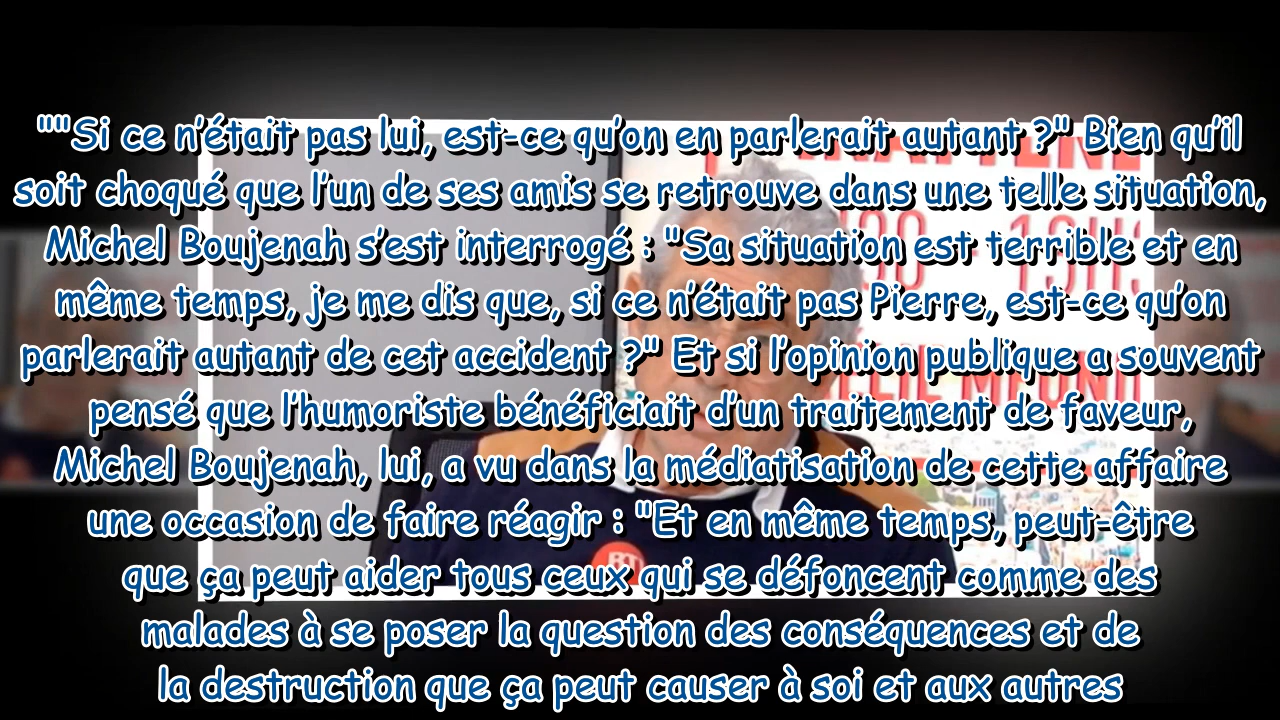 ""Si ce n'était pas lui, est-ce qu'on en parlerait autant ?" Bien qu'il
soit choqué que l'un de ses amis se retrouve dans une telle situation,
Michel Boujenah s'est interrogé : "Sa situation est terrible et en
même temps, je me dis que, si ce n'était pas Pierre, est-ce qu'on
parlerait autant de cet accident ?" Et si l'opinion publique a souvent
pensé que l'humoriste bénéficiait d'un traitement de faveur,
Michel Boujenah, lui, a vu dans la médiatisation de cette affaire
une occasion de faire réagir : "Et en même temps, peut-être
que ça peut aider tous ceux qui se défoncent comme des
malades à se poser la question des conséquences et de
la destruction que ça peut causer à soi et aux autres